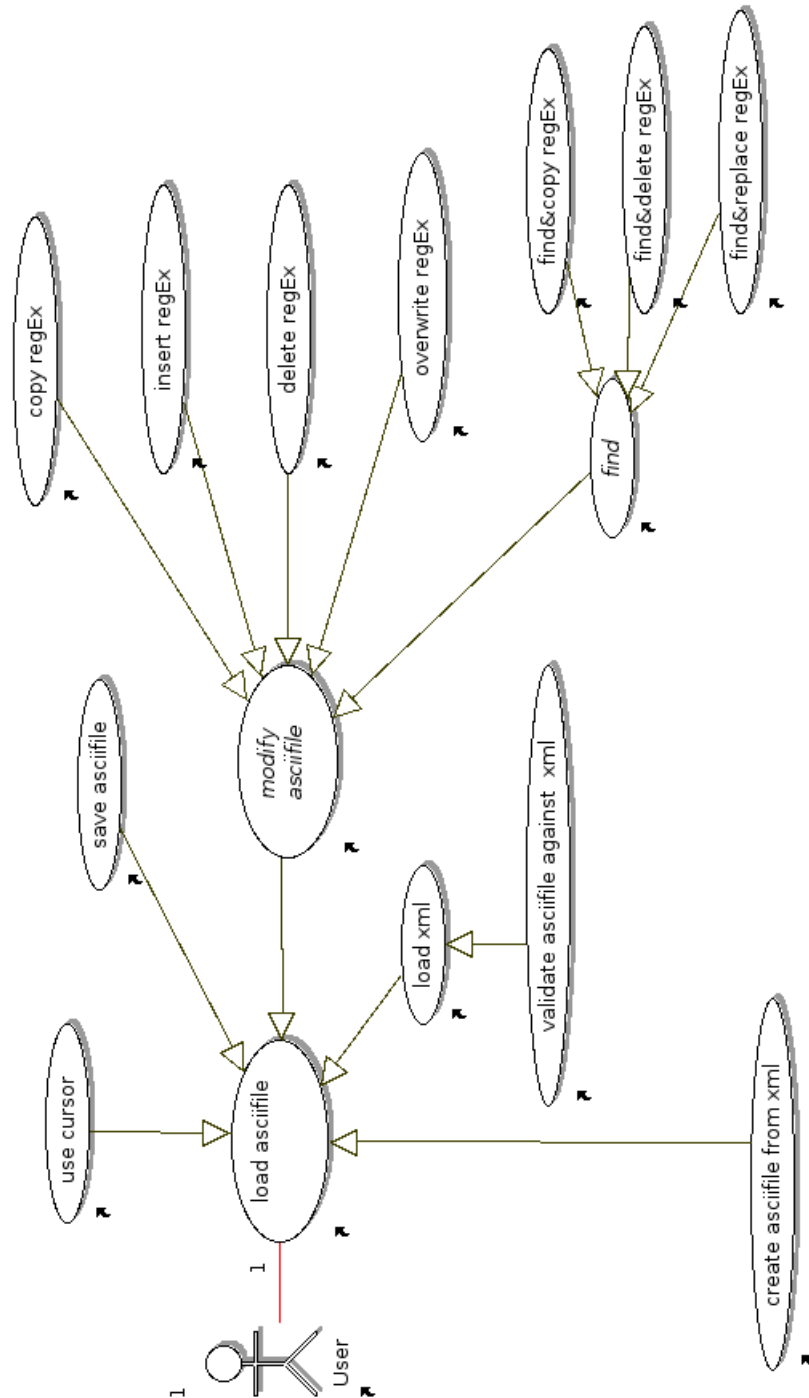 copy regEx
insert regEx
delete regEx
overwrite regEx
find&copy regEx
find&delete regEx
find&replace regEx
find
save asciifile
modify
asciifile
use cursor
load asciifile
load xml
validate asciifile against  xml
create asciifile from xml
1
1
User